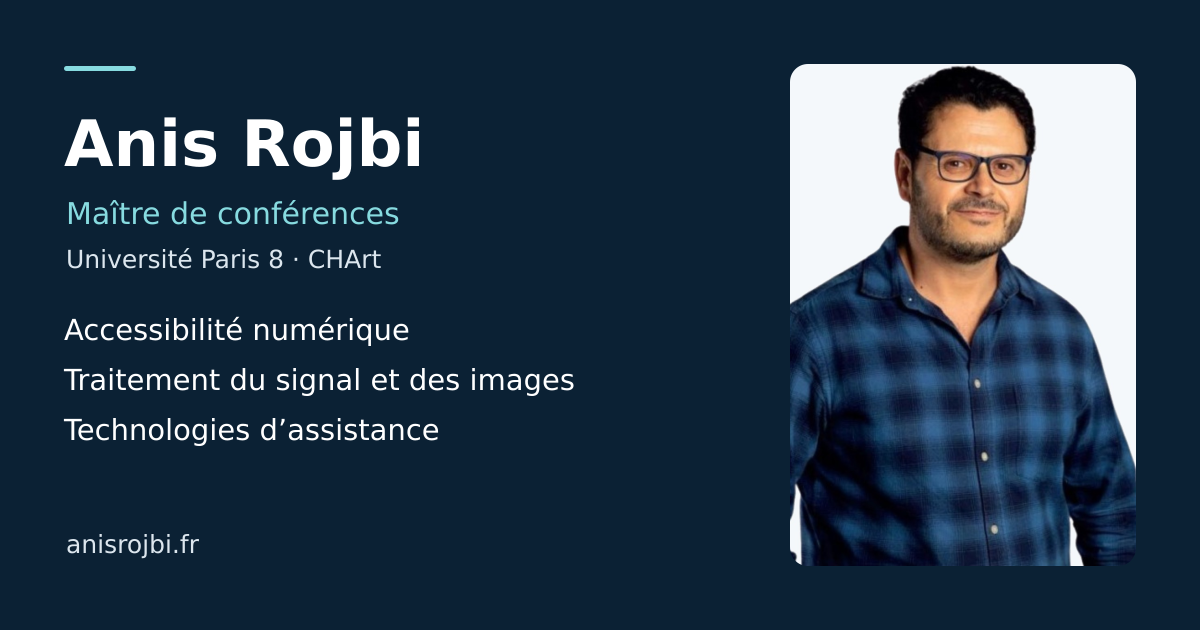 Anis Rojbi
Maître de conférences
Université Paris 8 · CHArt
Accessibilité numérique
Traitement du signal et des images
Technologies d’assistance
anisrojbi.fr